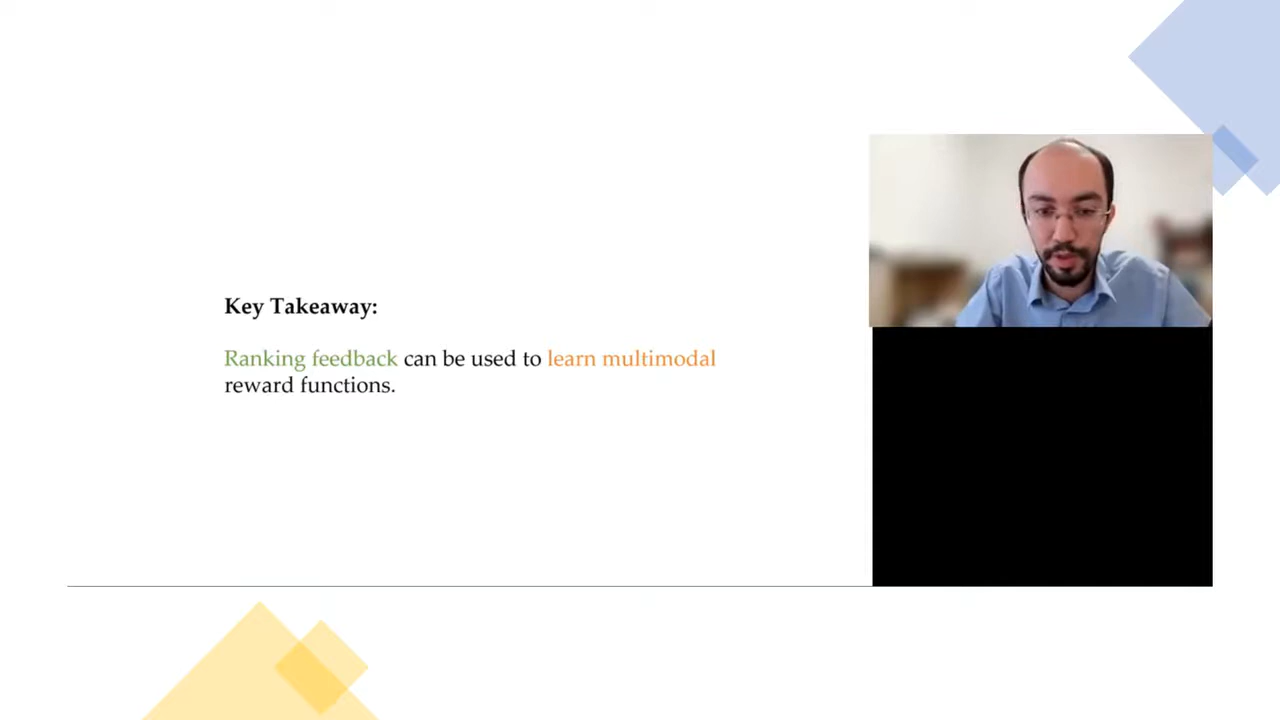 Key Takeaway:
Ranking feedback can be used to learn multimodal
reward functions.